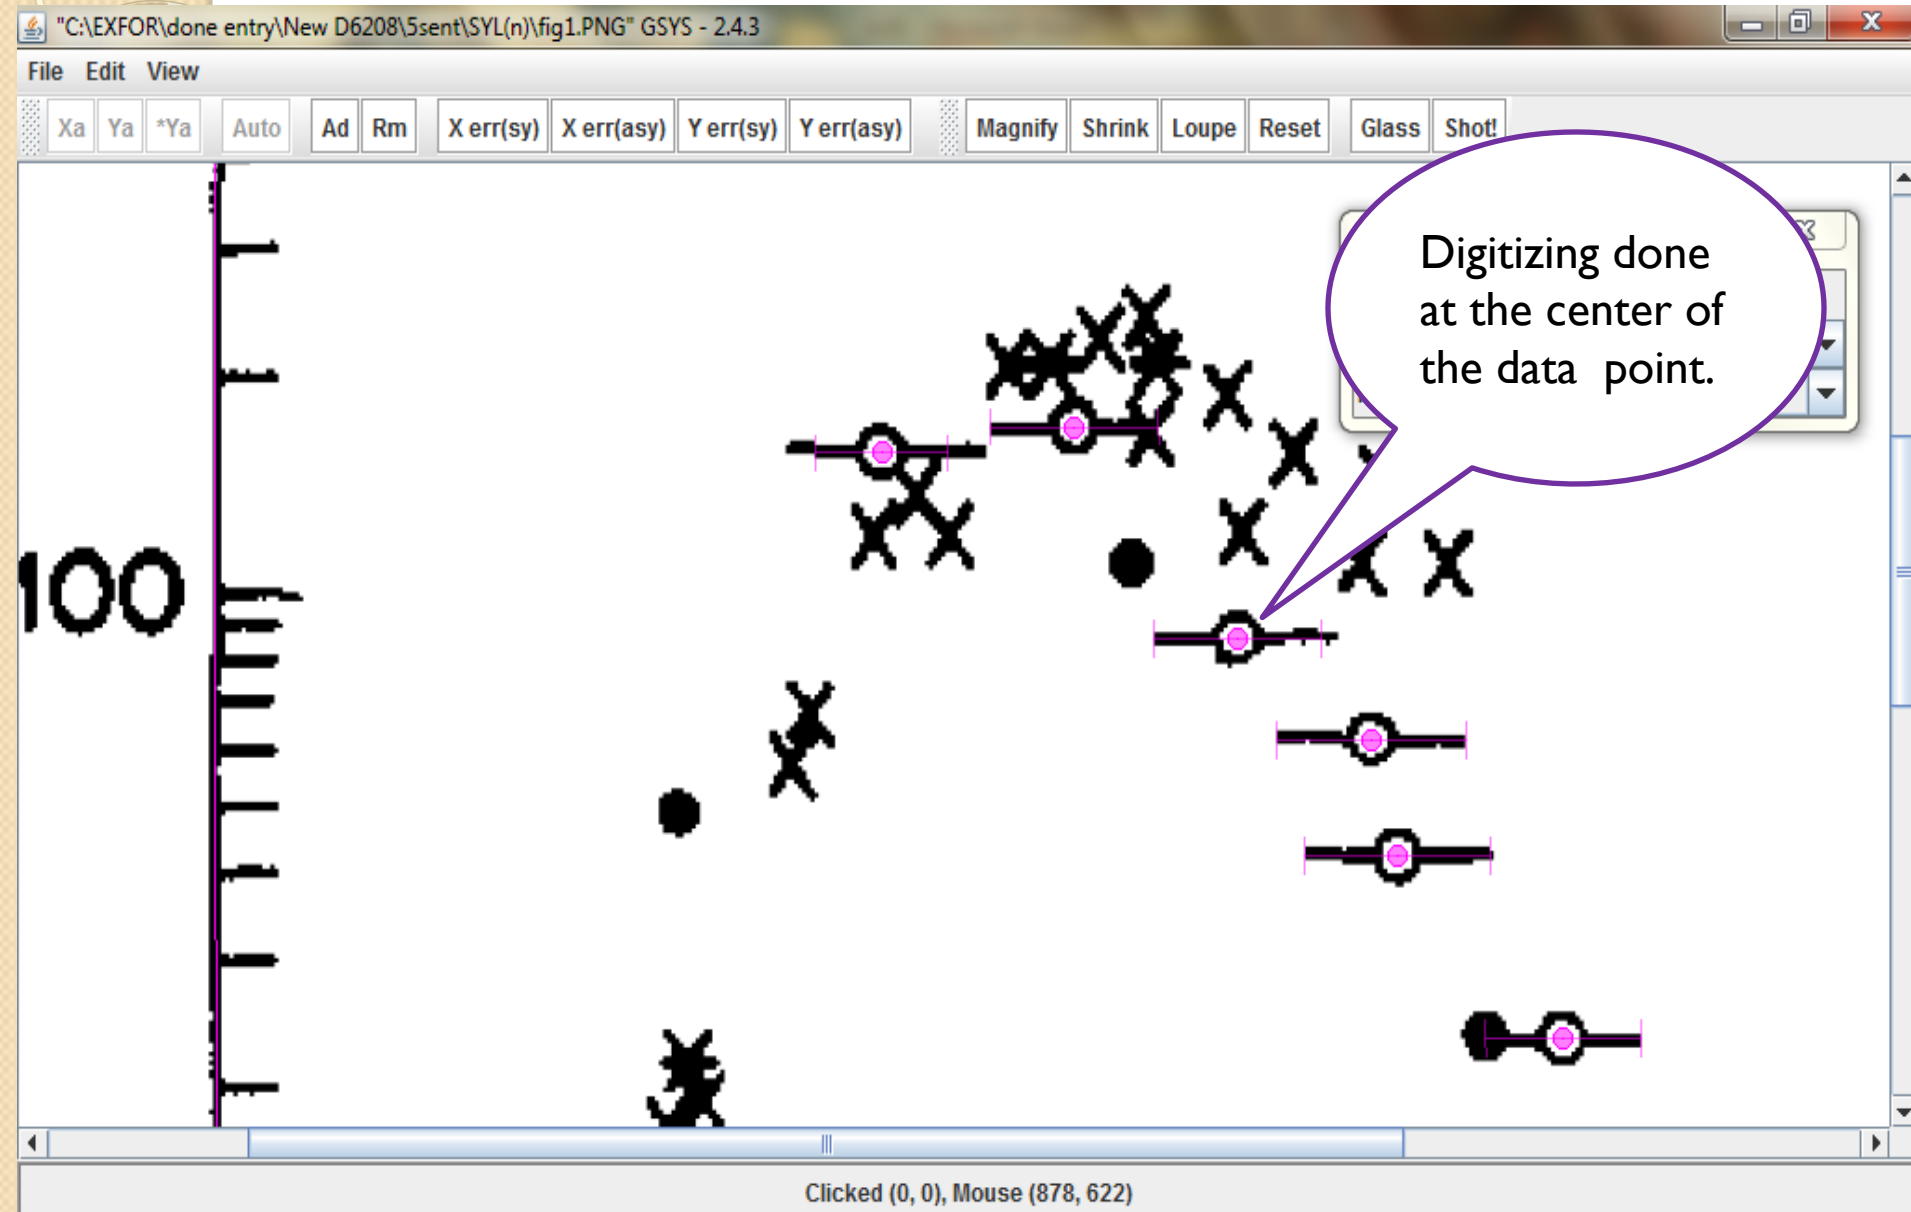 "C:\EXFOR\done entry\New D6208\5sent\SYL(n)\fig1.PNG" GSYS - 2.4.3
File Edit View
Xa Ya *Ya Auto Ad Rm X err(sy) X err(asy) Y err(sy) Y err(asy) Magnify Shrink Loupe Reset Glass Shot!
Digitizing done
at the center of
the data point.
100
Clicked (0, 0), Mouse (878, 622)